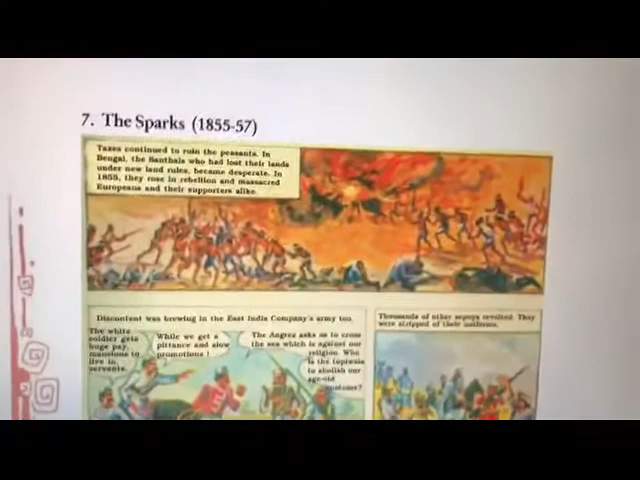 7. The Sparks (1855-57)
Taxes continued to ruin the peasants. In
Bengal, the Santhals who had lost their lands
under new land rules, became desperate. In
1855, they rose in rebellion and massacred
Europeans and their supporters alike.
Discontent was brewing in the East India Company's army too.
The white
soldier gets
huge pay,
mansions to
live in,
servants.
While we get a
pittance and slow
promotions!
The Angrez asks us to cross
the sea which is against our
religion. Who
is the topiwala
to abolish our
age-old
customs?
Thousands of other sepoys revolted. They
were stripped of their uniforms.